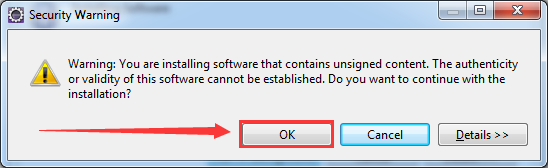 Security Warning
Warning: You are installing software that contains unsigned content. The authenticity
or validity of this software cannot be established. Do you want to continue with the
installation?
OK
Cancel
Details >>